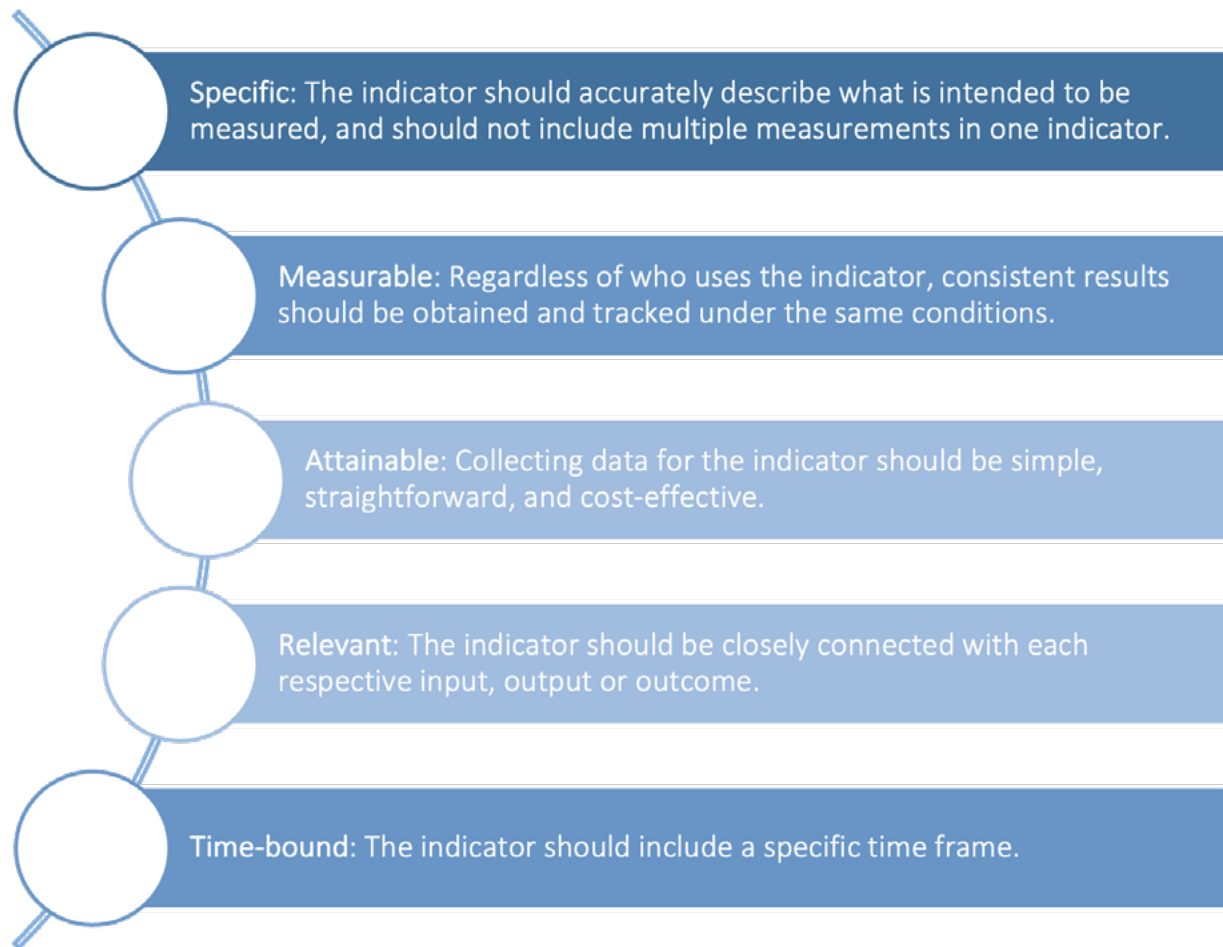 Specific: The indicator should accurately describe what is intended to be
measured, and should not include multiple measurements in one indicator.
Measurable: Regardless of who uses the indicator, consistent results
should be obtained and tracked under the same conditions.
Attainable: Collecting data for the indicator should be simple,
straightforward, and cost-effective.
Relevant: The indicator should be closely connected with each
respective input, output or outcome.
Time-bound: The indicator should include a specific time frame.